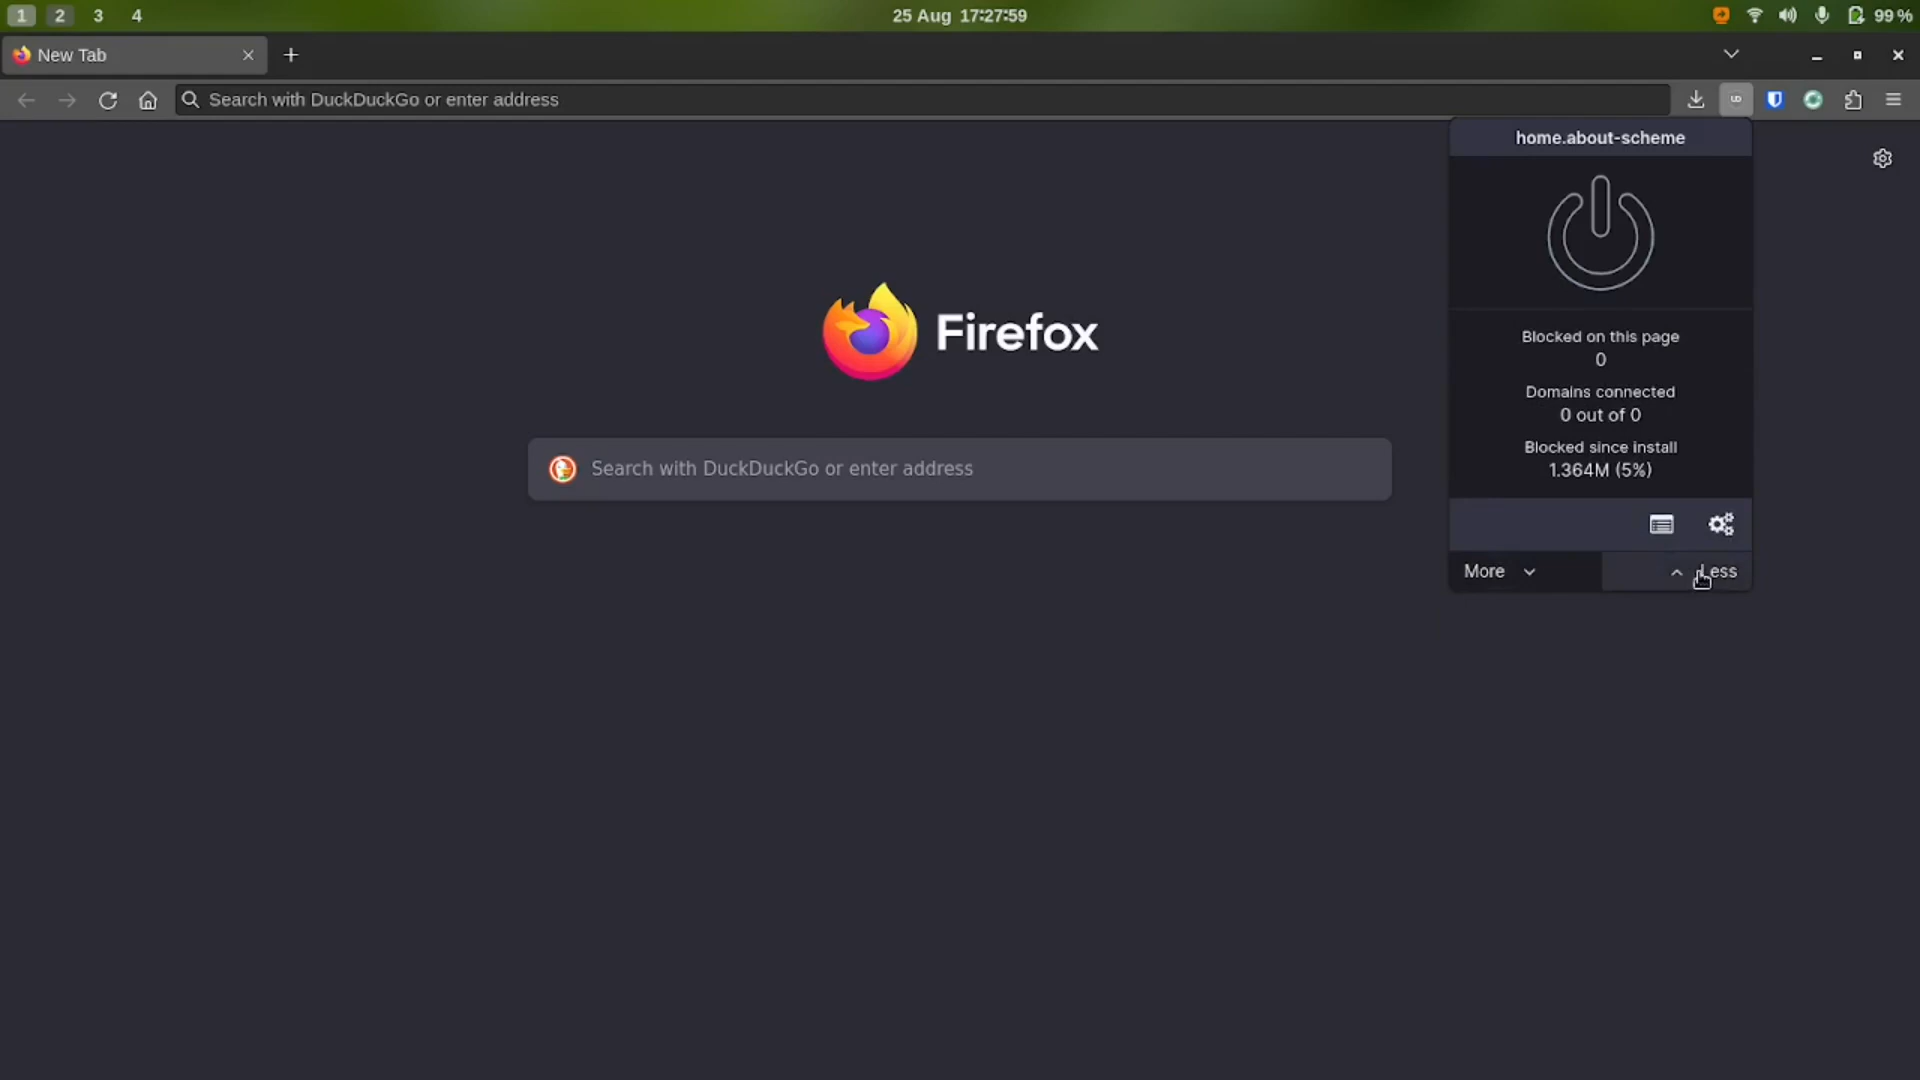 1 2 3 4
25 Aug 17:27:59
99 %
New Tab
Search with DuckDuckGo or enter address
home.about-scheme
Firefox
Search with DuckDuckGo or enter address
Blocked on this page
0
Domains connected
0 out of 0
Blocked since install
1.364M (5%)
More
Less